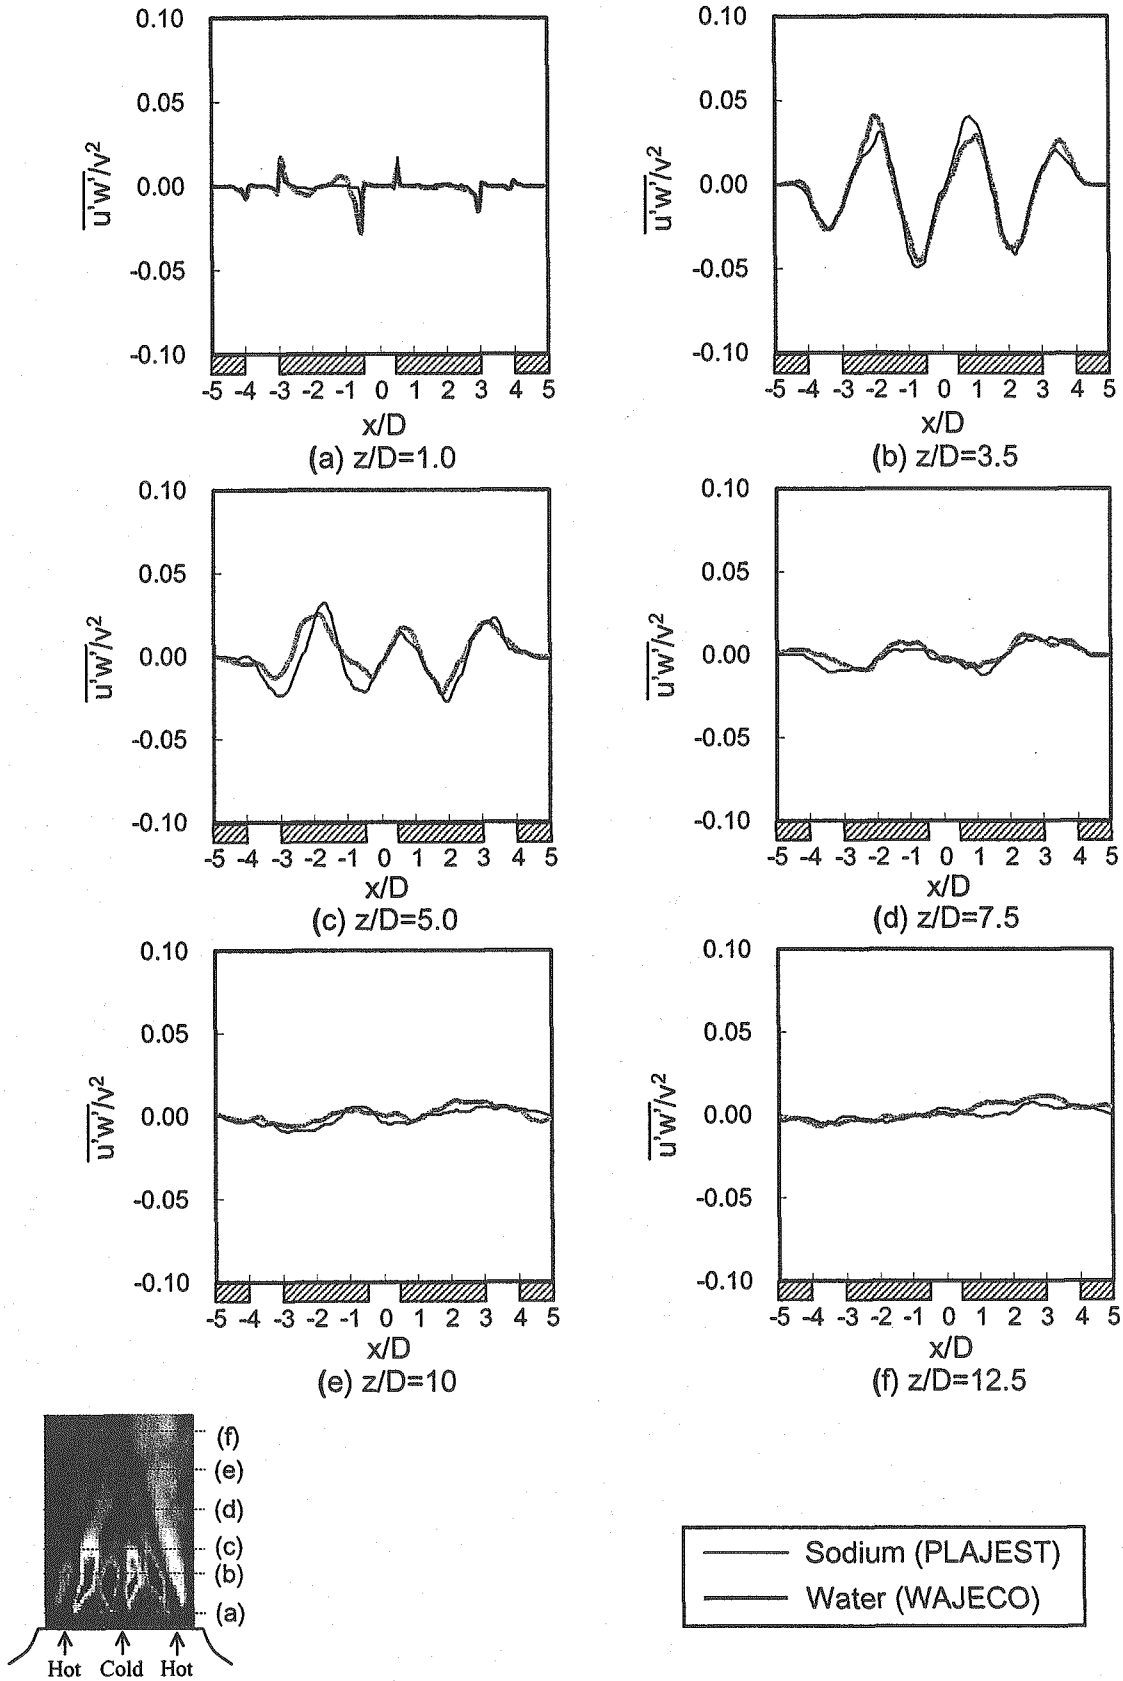 0.10
0.05
0.00
-0.05
-0.10
u'w'/v²
-5 -4 -3 -2 -1 0 1 2 3 4 5
x/D
(a) z/D=1.0
0.10
0.05
0.00
-0.05
-0.10
u'w'/v²
-5 -4 -3 -2 -1 0 1 2 3 4 5
x/D
(b) z/D=3.5
0.10
0.05
0.00
-0.05
-0.10
u'w'/v²
-5 -4 -3 -2 -1 0 1 2 3 4 5
x/D
(c) z/D=5.0
0.10
0.05
0.00
-0.05
-0.10
u'w'/v²
-5 -4 -3 -2 -1 0 1 2 3 4 5
x/D
(d) z/D=7.5
0.10
0.05
0.00
-0.05
-0.10
u'w'/v²
-5 -4 -3 -2 -1 0 1 2 3 4 5
x/D
(e) z/D=10
0.10
0.05
0.00
-0.05
-0.10
u'w'/v²
-5 -4 -3 -2 -1 0 1 2 3 4 5
x/D
(f) z/D=12.5
(f)
(e)
(d)
(c)
(b)
(a)
Hot Cold Hot
Sodium (PLAJEST)
Water (WAJECO)